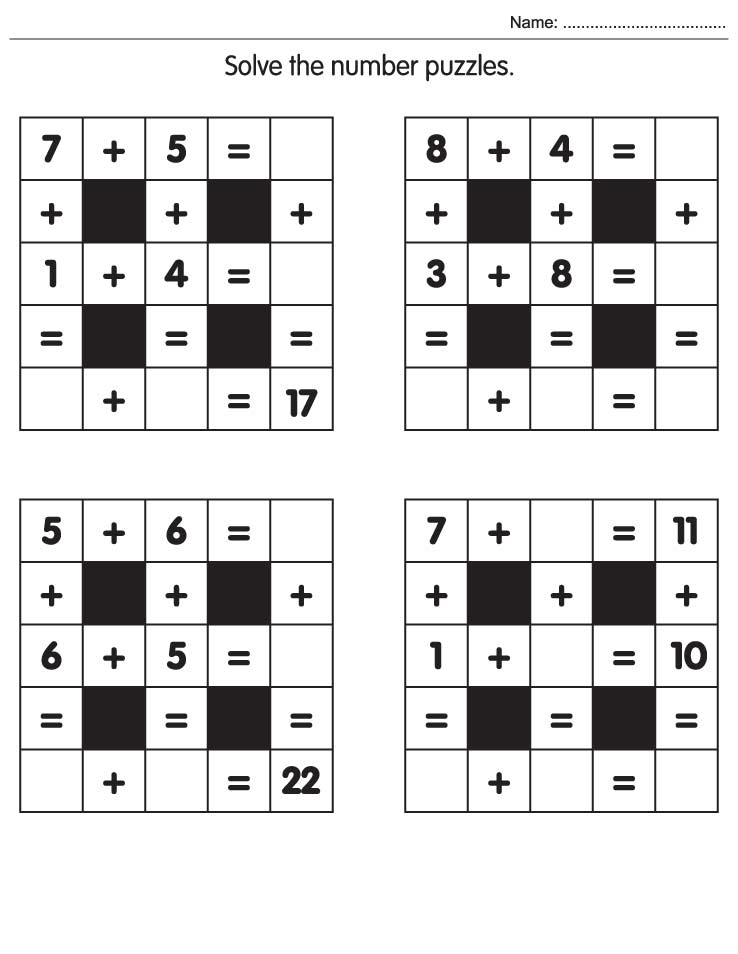 Name: ....................................
Solve the number puzzles.
7 + 5 =
+ + +
1 + 4 =
= = =
+ = 17
8 + 4 =
+ + +
3 + 8 =
= = =
+ =
5 + 6 =
+ + +
6 + 5 =
= = =
+ = 22
7 + = 11
+ + +
1 + = 10
= = =
+ =